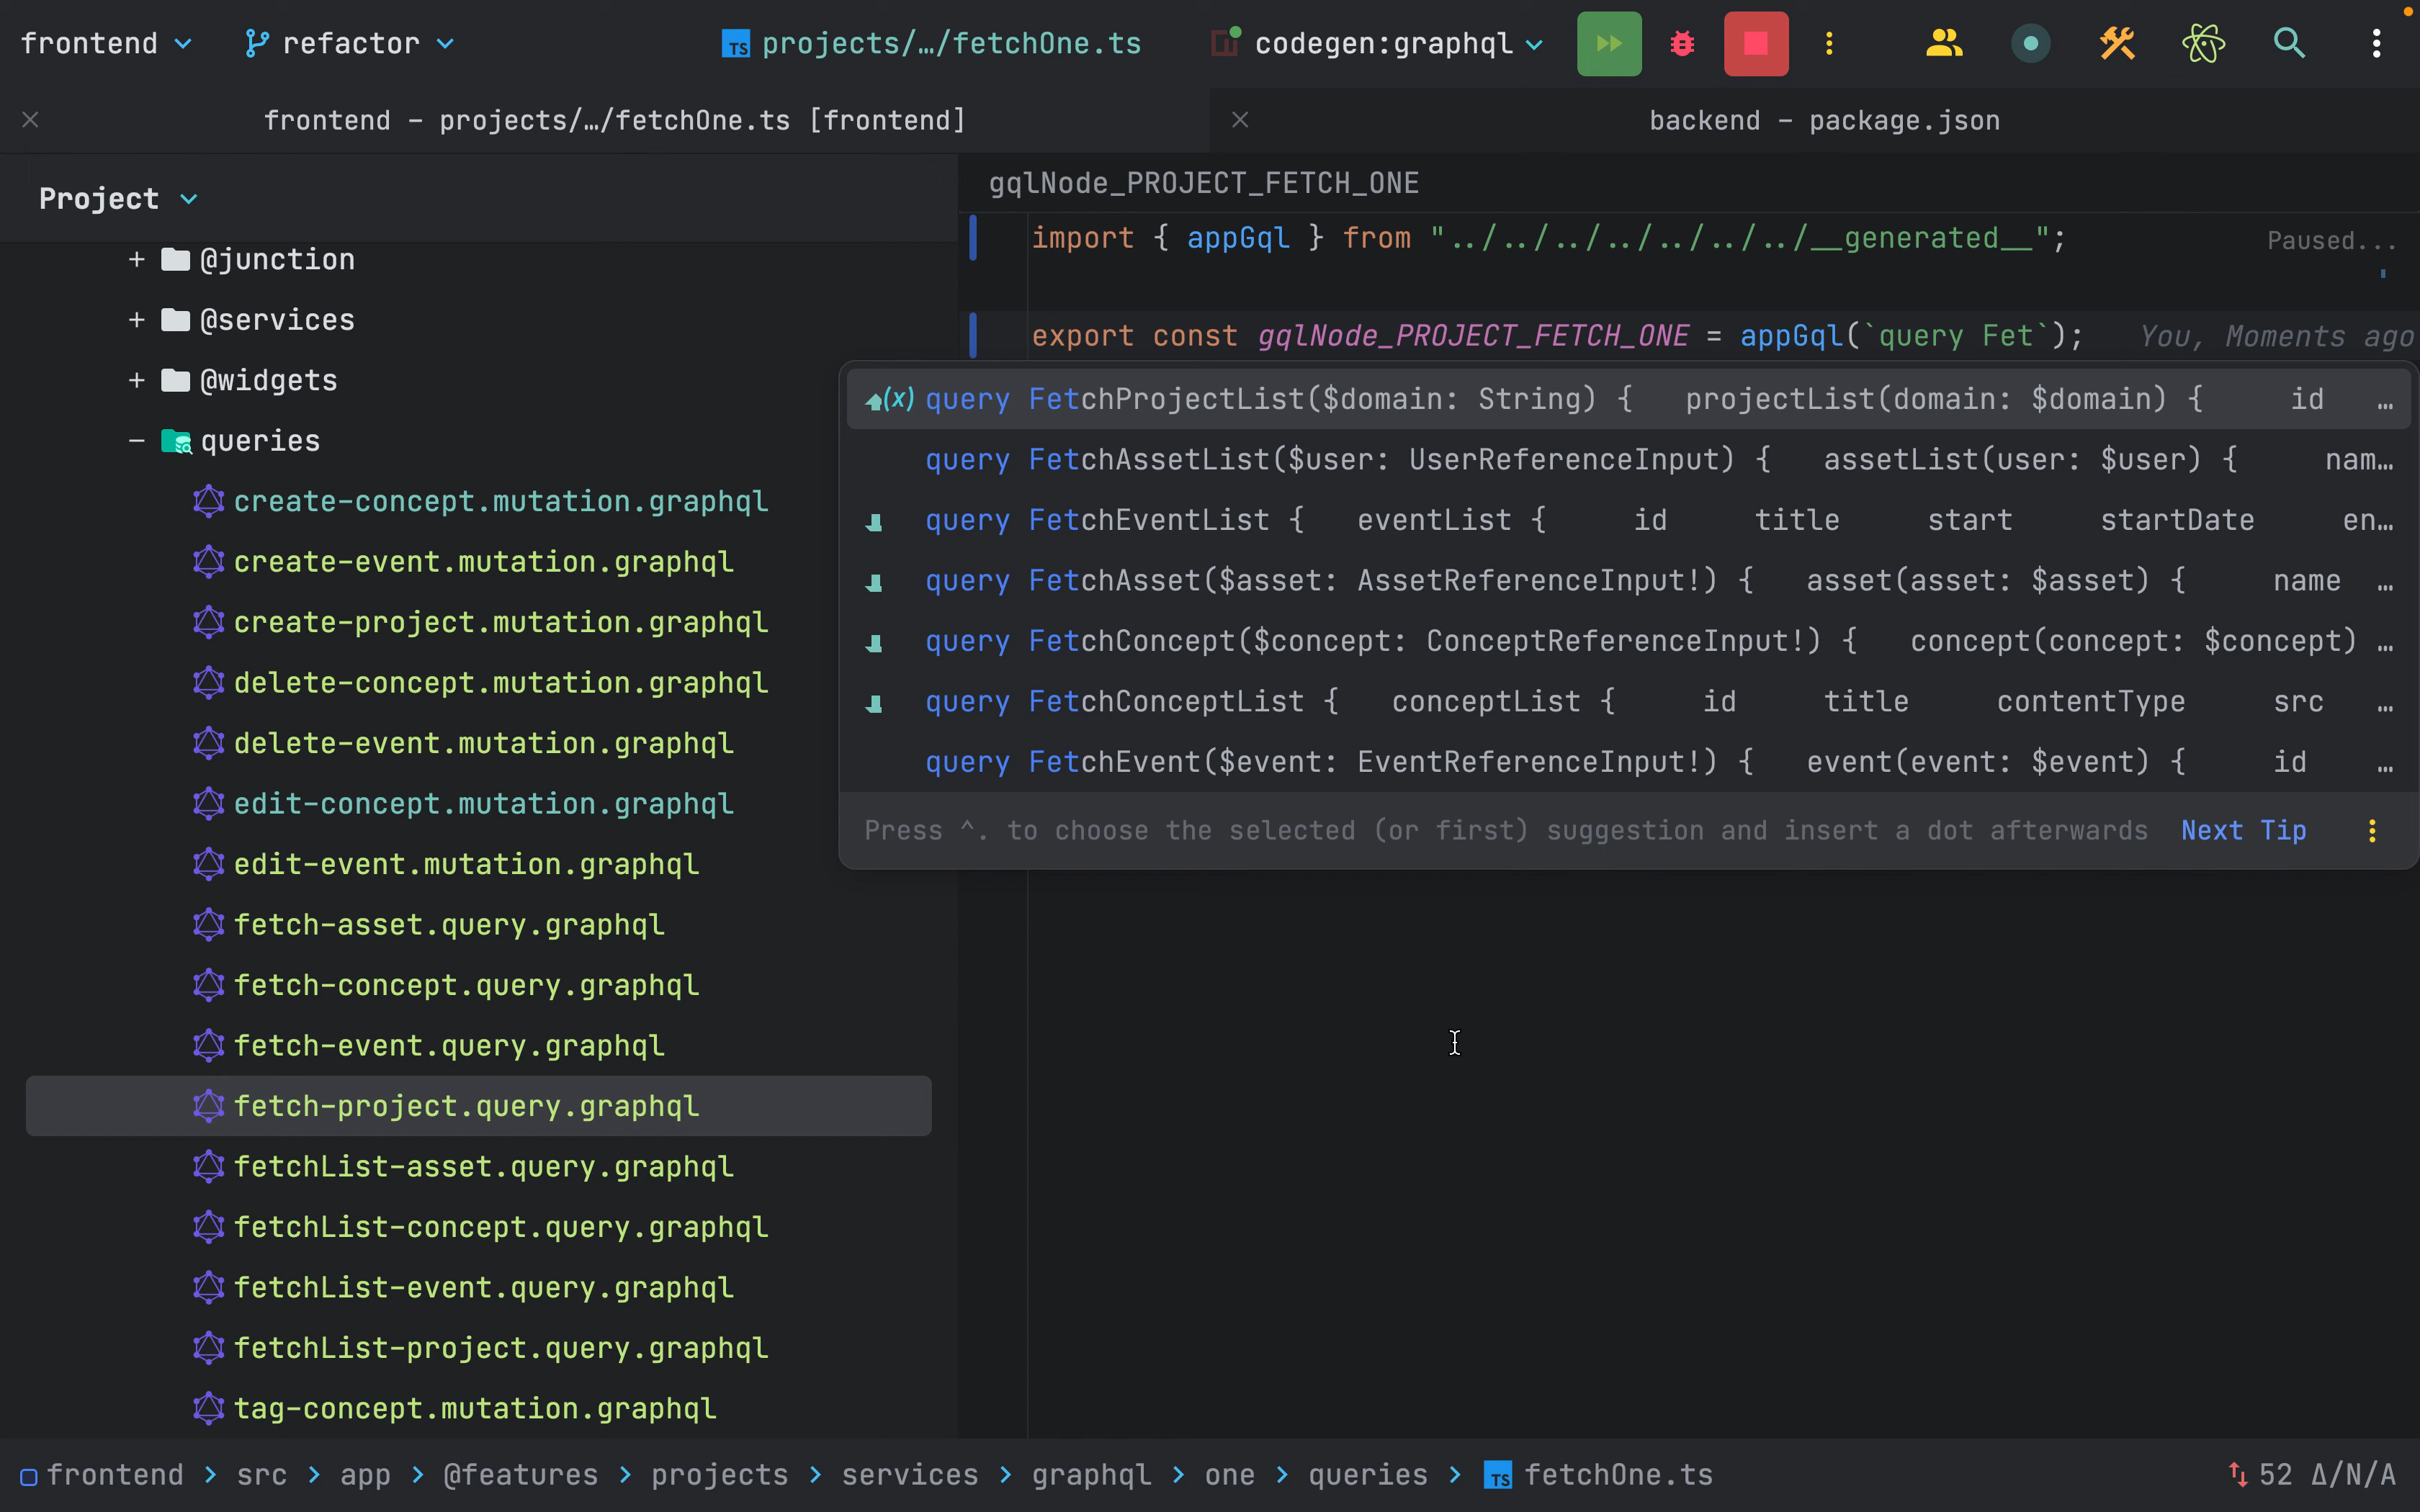 frontend refactor projects/…/fetchOne.ts codegen:graphql
frontend – projects/…/fetchOne.ts [frontend]
backend – package.json
Project
+ @junction
+ @services
+ @widgets
– queries
create-concept.mutation.graphql
create-event.mutation.graphql
create-project.mutation.graphql
delete-concept.mutation.graphql
delete-event.mutation.graphql
edit-concept.mutation.graphql
edit-event.mutation.graphql
fetch-asset.query.graphql
fetch-concept.query.graphql
fetch-event.query.graphql
fetch-project.query.graphql
fetchList-asset.query.graphql
fetchList-concept.query.graphql
fetchList-event.query.graphql
fetchList-project.query.graphql
tag-concept.mutation.graphql
gqlNode_PROJECT_FETCH_ONE
import { appGql } from "../../../../../../../__generated__"; Paused...
export const gqlNode_PROJECT_FETCH_ONE = appGql(`query Fet`); You, Moments ago
(x) query FetchProjectList($domain: String) { projectList(domain: $domain) { id …
query FetchAssetList($user: UserReferenceInput) { assetList(user: $user) { nam…
query FetchEventList { eventList { id title start startDate en…
query FetchAsset($asset: AssetReferenceInput!) { asset(asset: $asset) { name …
query FetchConcept($concept: ConceptReferenceInput!) { concept(concept: $concept) …
query FetchConceptList { conceptList { id title contentType src …
query FetchEvent($event: EventReferenceInput!) { event(event: $event) { id …
Press ^. to choose the selected (or first) suggestion and insert a dot afterwards Next Tip
frontend > src > app > @features > projects > services > graphql > one > queries > TS fetchOne.ts
52 Δ/N/A